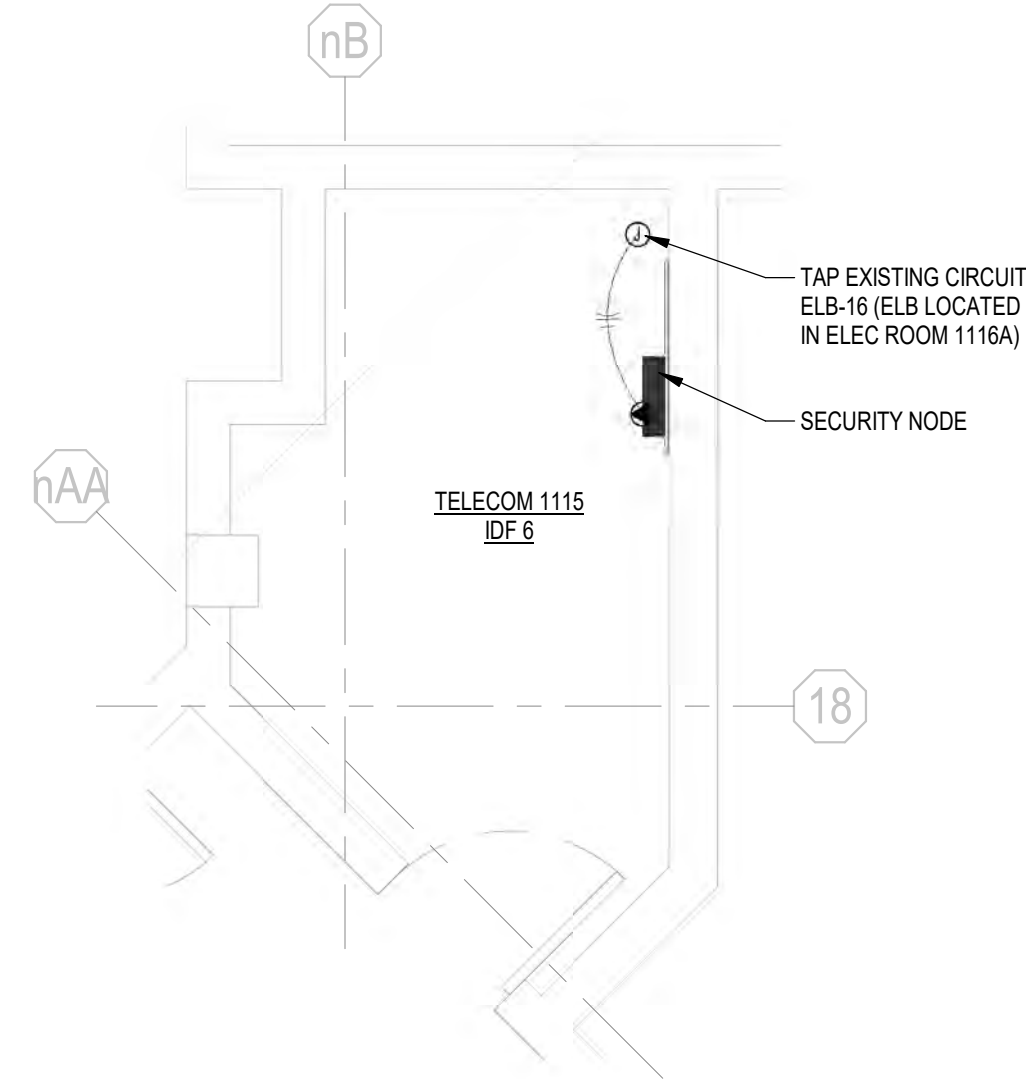 nB
J
TAP EXISTING CIRCUIT
ELB-16 (ELB LOCATED
IN ELEC ROOM 1116A)
SECURITY NODE
nAA
TELECOM 1115
IDF 6
18